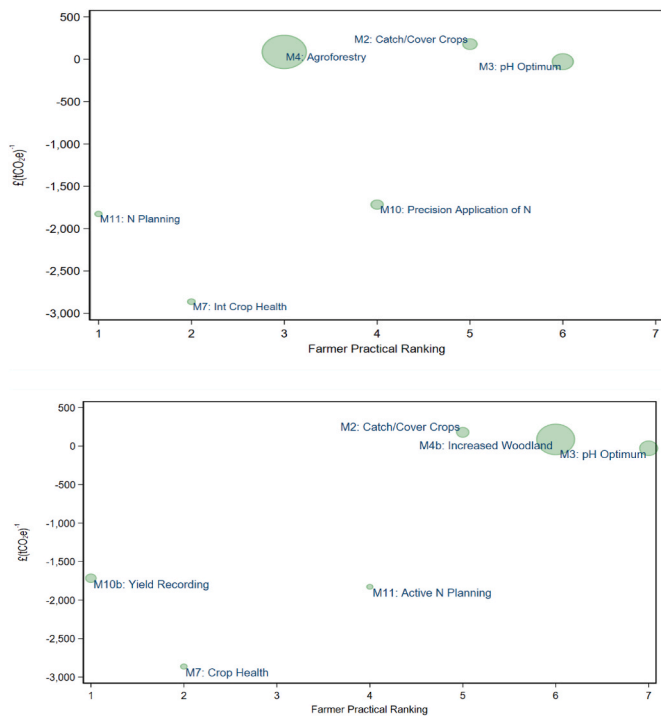 500
M2: Catch/Cover Crops
0
M4: Agroforestry
M3: pH Optimum
-500
-1,000
£(tCO₂e)⁻¹
-1,500
M11: N Planning
M10: Precision Application of N
-2,000
-2,500
M7: Int Crop Health
-3,000
1 2 3 4 5 6 7
Farmer Practical Ranking
500
M2: Catch/Cover Crops
0
M4b: Increased Woodland
M3: pH Optimum
-500
-1,000
£(tCO₂e)⁻¹
-1,500
M10b: Yield Recording
M11: Active N Planning
-2,000
-2,500
M7: Crop Health
-3,000
1 2 3 4 5 6 7
Farmer Practical Ranking